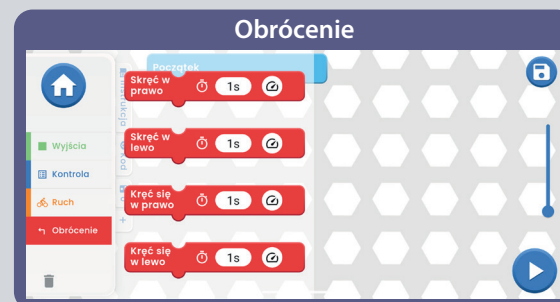 Obrócenie
Początek
Skręć w
prawo
1s
Instrukcja
Skręć w
lewo
1s
Wyjścia
Kontrola
Kręć się
w prawo
1s
Ruch
+
Obrócenie
Kręć się
w lewo
1s